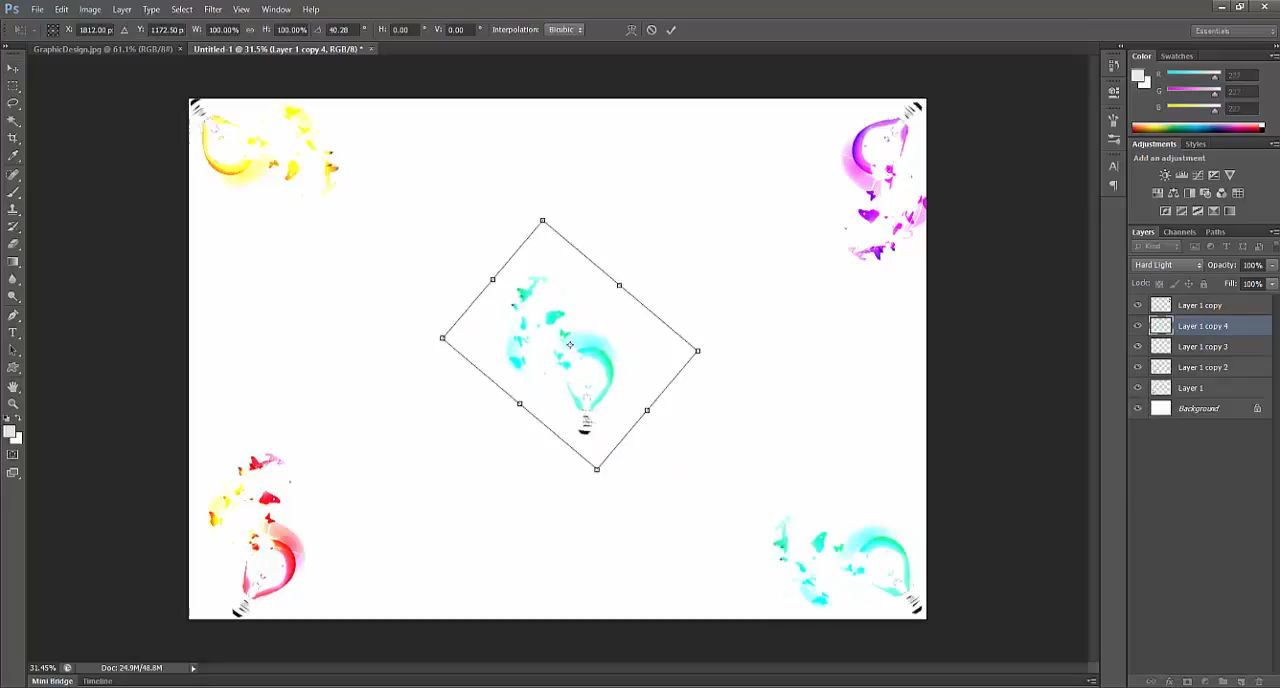 Ps File Edit Image Layer Type Select Filter View Window Help
X: 1812.00 p Y: 1172.50 p W: 100.00% H: 100.00% 40.28 ° H: 0.00 ° V: 0.00 ° Interpolation: Bicubic Essentials
GraphicDesign.jpg @ 61.1% (RGB/8#) × Untitled-1 @ 31.5% (Layer 1 copy 4, RGB/8) * ×
Color Swatches
R 227
G 227
B 227
Adjustments Styles
Add an adjustment
Layers Channels Paths
Kind
Hard Light Opacity: 100%
Lock: Fill: 100%
Layer 1 copy
Layer 1 copy 4
Layer 1 copy 3
Layer 1 copy 2
Layer 1
Background
31.45% Doc: 24.9M/48.8M
Mini Bridge Timeline